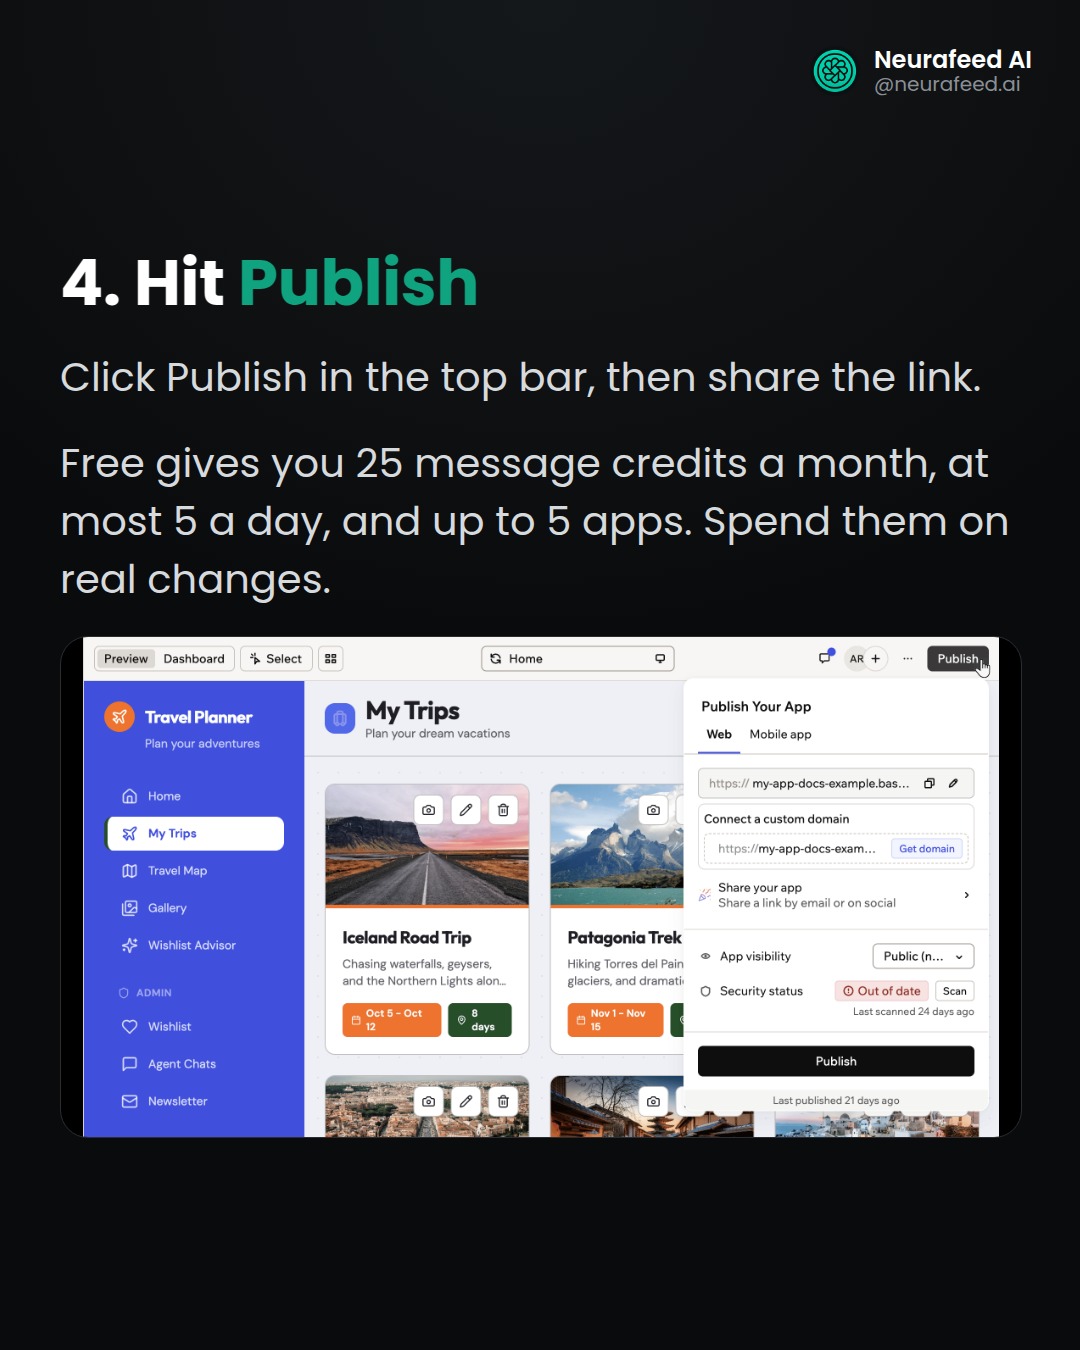 Neurafeed AI
@neurafeed.ai
4. Hit Publish
Click Publish in the top bar, then share the link.
Free gives you 25 message credits a month, at
most 5 a day, and up to 5 apps. Spend them on
real changes.
Preview Dashboard Select Home AR + ... Publish
Travel Planner
Plan your adventures
Home
My Trips
Travel Map
Gallery
Wishlist Advisor
ADMIN
Wishlist
Agent Chats
Newsletter
My Trips
Plan your dream vacations
Iceland Road Trip
Chasing waterfalls, geysers,
and the Northern Lights alon...
Oct 5 - Oct
12
8
days
Patagonia Trek
Hiking Torres del Pain
glaciers, and dramati
Nov 1 - Nov
15
Publish Your App
Web Mobile app
https:// my-app-docs-example.bas...
Connect a custom domain
https://my-app-docs-exam... Get domain
Share your app
Share a link by email or on social
App visibility Public (n...
Security status Out of date Scan
Last scanned 24 days ago
Publish
Last published 21 days ago